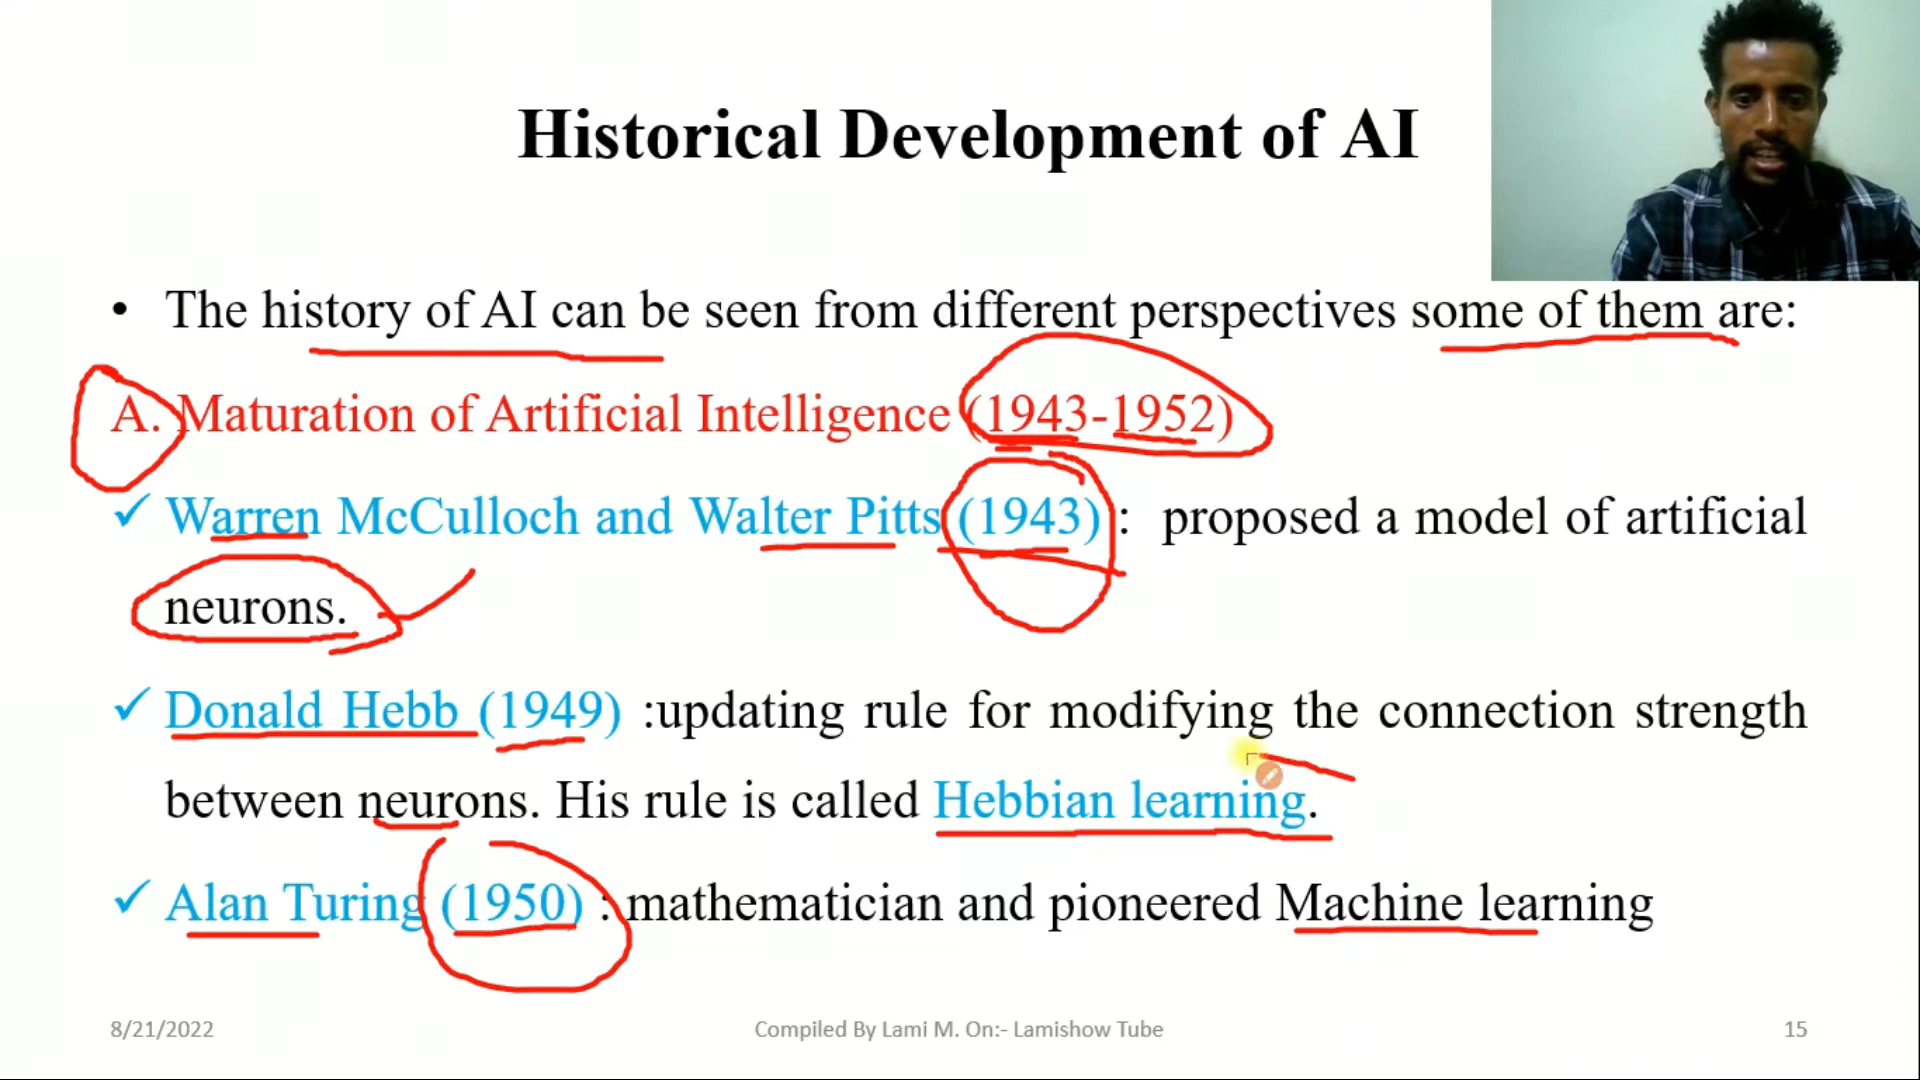 Historical Development of AI
• The history of AI can be seen from different perspectives some of them are:
A. Maturation of Artificial Intelligence (1943-1952)
✓ Warren McCulloch and Walter Pitts (1943) : proposed a model of artificial
neurons.
✓ Donald Hebb (1949) :updating rule for modifying the connection strength
between neurons. His rule is called Hebbian learning.
✓ Alan Turing (1950) : mathematician and pioneered Machine learning
8/21/2022
Compiled By Lami M. On:- Lamishow Tube
15